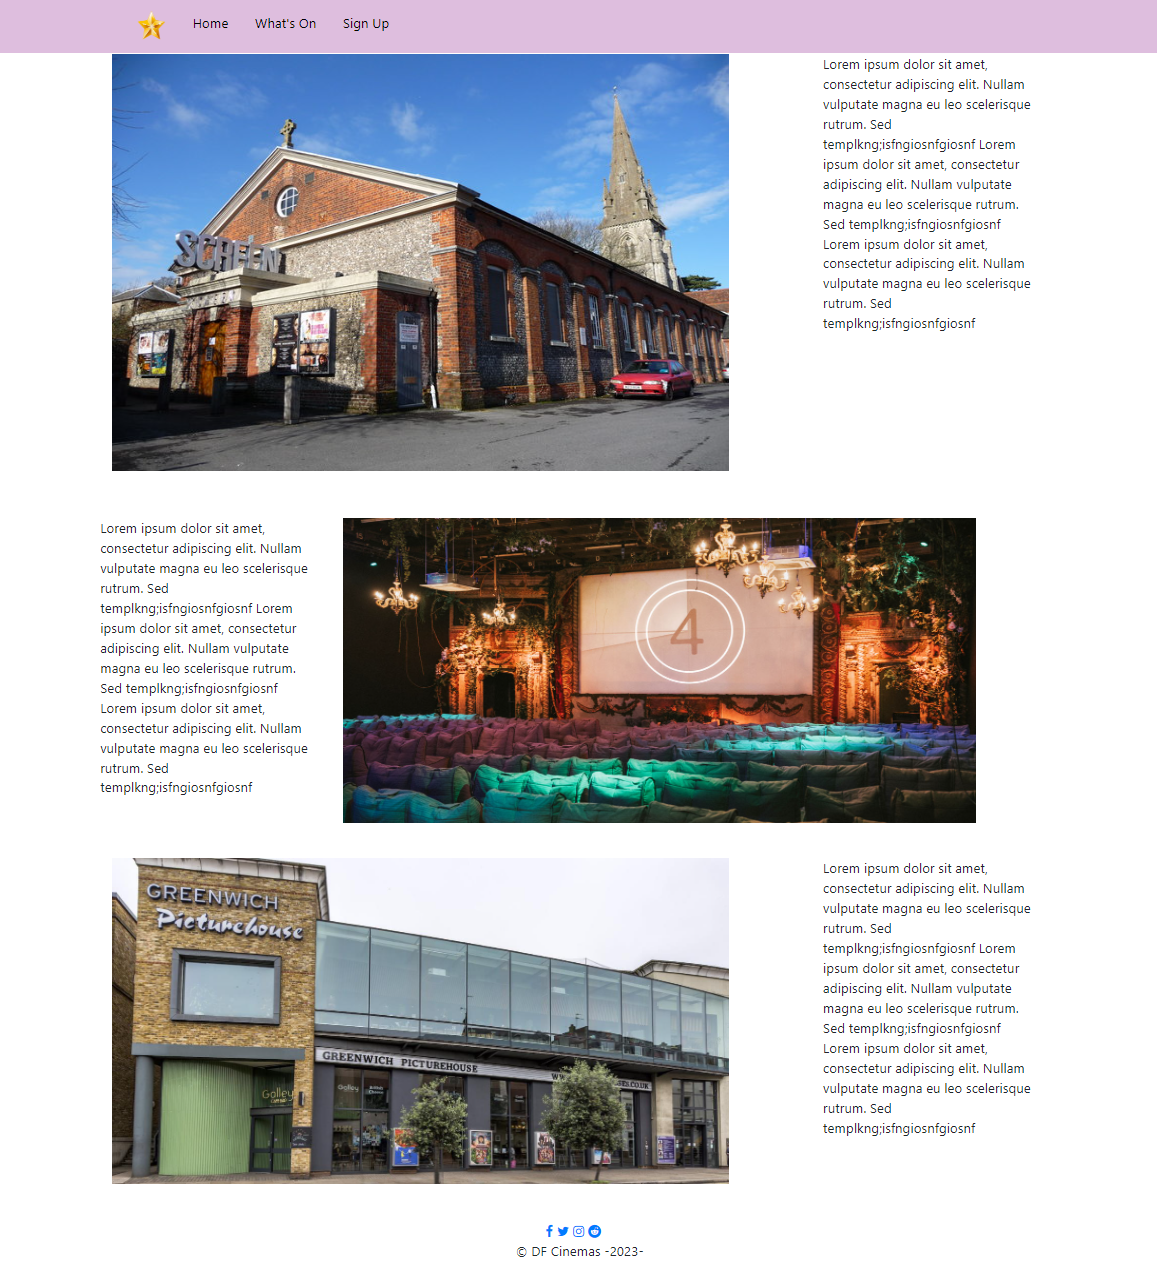 Home What's On Sign Up
SCREEN
Lorem ipsum dolor sit amet,
consectetur adipiscing elit. Nullam
vulputate magna eu leo scelerisque
rutrum. Sed
templkng;isfngiosnfgiosnf Lorem
ipsum dolor sit amet, consectetur
adipiscing elit. Nullam vulputate
magna eu leo scelerisque rutrum.
Sed templkng;isfngiosnfgiosnf
Lorem ipsum dolor sit amet,
consectetur adipiscing elit. Nullam
vulputate magna eu leo scelerisque
rutrum. Sed
templkng;isfngiosnfgiosnf
Lorem ipsum dolor sit amet,
consectetur adipiscing elit. Nullam
vulputate magna eu leo scelerisque
rutrum. Sed
templkng;isfngiosnfgiosnf Lorem
ipsum dolor sit amet, consectetur
adipiscing elit. Nullam vulputate
magna eu leo scelerisque rutrum.
Sed templkng;isfngiosnfgiosnf
Lorem ipsum dolor sit amet,
consectetur adipiscing elit. Nullam
vulputate magna eu leo scelerisque
rutrum. Sed
templkng;isfngiosnfgiosnf
4
GREENWICH
Picturehouse
GREENWICH PICTUREHOUSE
Galley
Galley
Lorem ipsum dolor sit amet,
consectetur adipiscing elit. Nullam
vulputate magna eu leo scelerisque
rutrum. Sed
templkng;isfngiosnfgiosnf Lorem
ipsum dolor sit amet, consectetur
adipiscing elit. Nullam vulputate
magna eu leo scelerisque rutrum.
Sed templkng;isfngiosnfgiosnf
Lorem ipsum dolor sit amet,
consectetur adipiscing elit. Nullam
vulputate magna eu leo scelerisque
rutrum. Sed
templkng;isfngiosnfgiosnf
© DF Cinemas -2023-